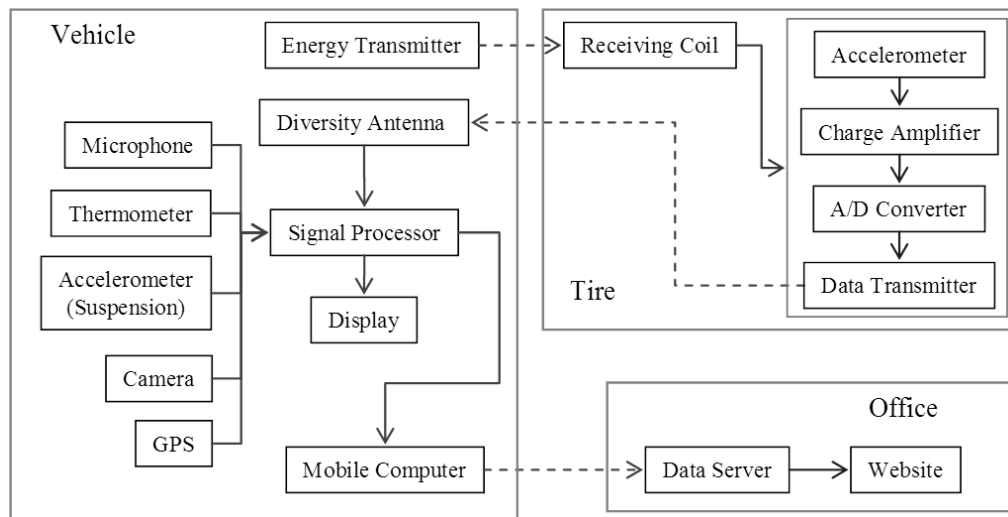 Vehicle
Energy Transmitter
Diversity Antenna
Microphone
Thermometer
Accelerometer
(Suspension)
Camera
GPS
Signal Processor
Display
Mobile Computer
Receiving Coil
Tire
Accelerometer
Charge Amplifier
A/D Converter
Data Transmitter
Office
Data Server
Website